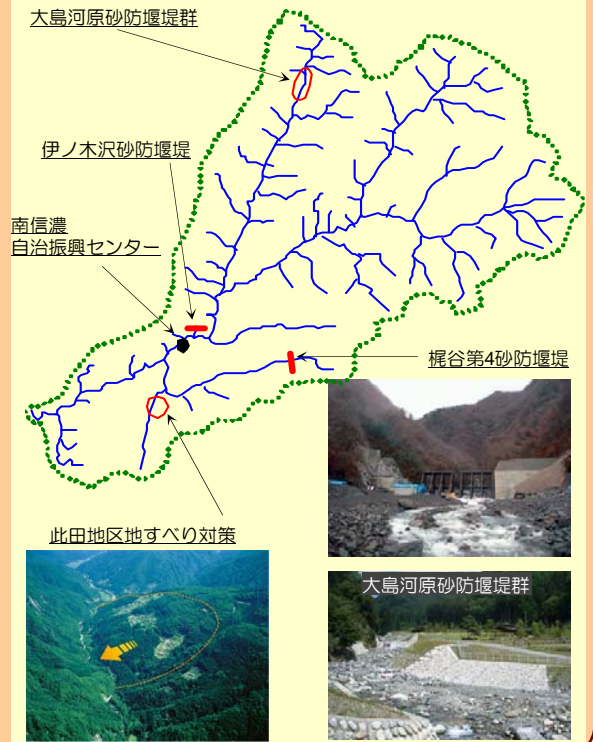 大島河原砂防堰堤群
伊ノ木沢砂防堰堤
南信濃
自治振興センター
梶谷第4砂防堰堤
此田地区地すべり対策
大島河原砂防堰堤群